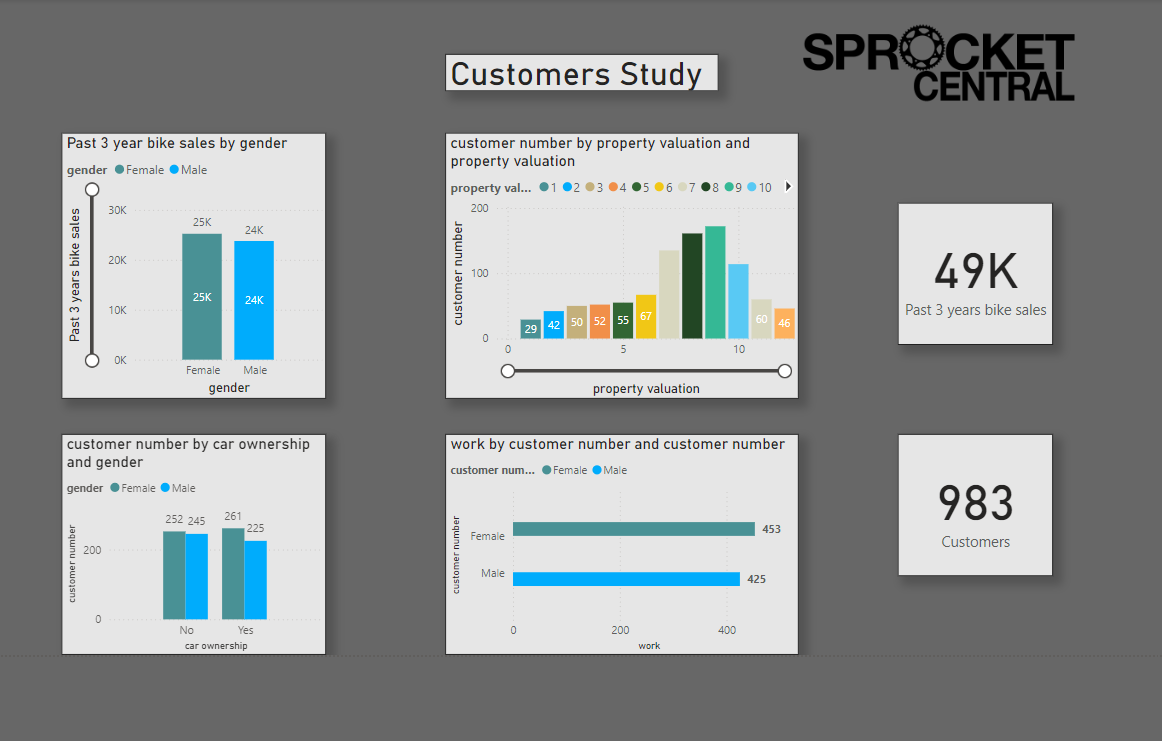 SPROCKET
CENTRAL
Customers Study
Past 3 year bike sales by gender
gender Female Male
Past 3 years bike sales
30K
20K
10K
0K
25K
24K
25K
24K
Female Male
gender
customer number by property valuation and
property valuation
property val... 1 2 3 4 5 6 7 8 9 10
customer number
200
100
0
29 42 50 52 55 67 60 46
0 5 10
property valuation
49K
Past 3 years bike sales
customer number by car ownership
and gender
gender Female Male
customer number
200
0
252 245 261 225
No Yes
car ownership
work by customer number and customer number
customer num... Female Male
customer number
Female 453
Male 425
0 200 400
work
983
Customers